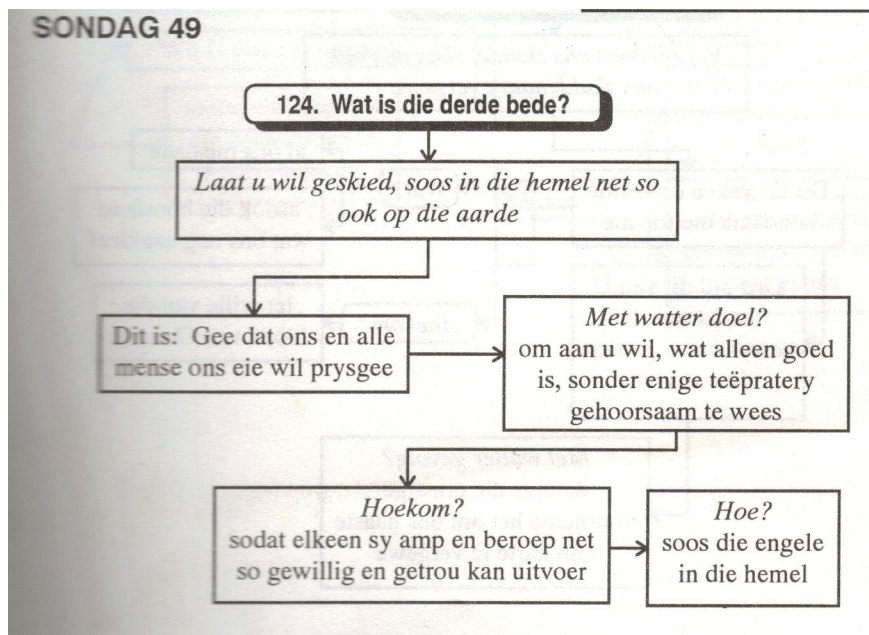 SONDAG 49
124. Wat is die derde bede?
Laat u wil geskied, soos in die hemel net so
ook op die aarde
Dit is: Gee dat ons en alle
mense ons eie wil prysgee
Met watter doel?
om aan u wil, wat alleen goed
is, sonder enige teëpratery
gehoorsaam te wees
Hoekom?
sodat elkeen sy amp en beroep net
so gewillig en getrou kan uitvoer
Hoe?
soos die engele
in die hemel